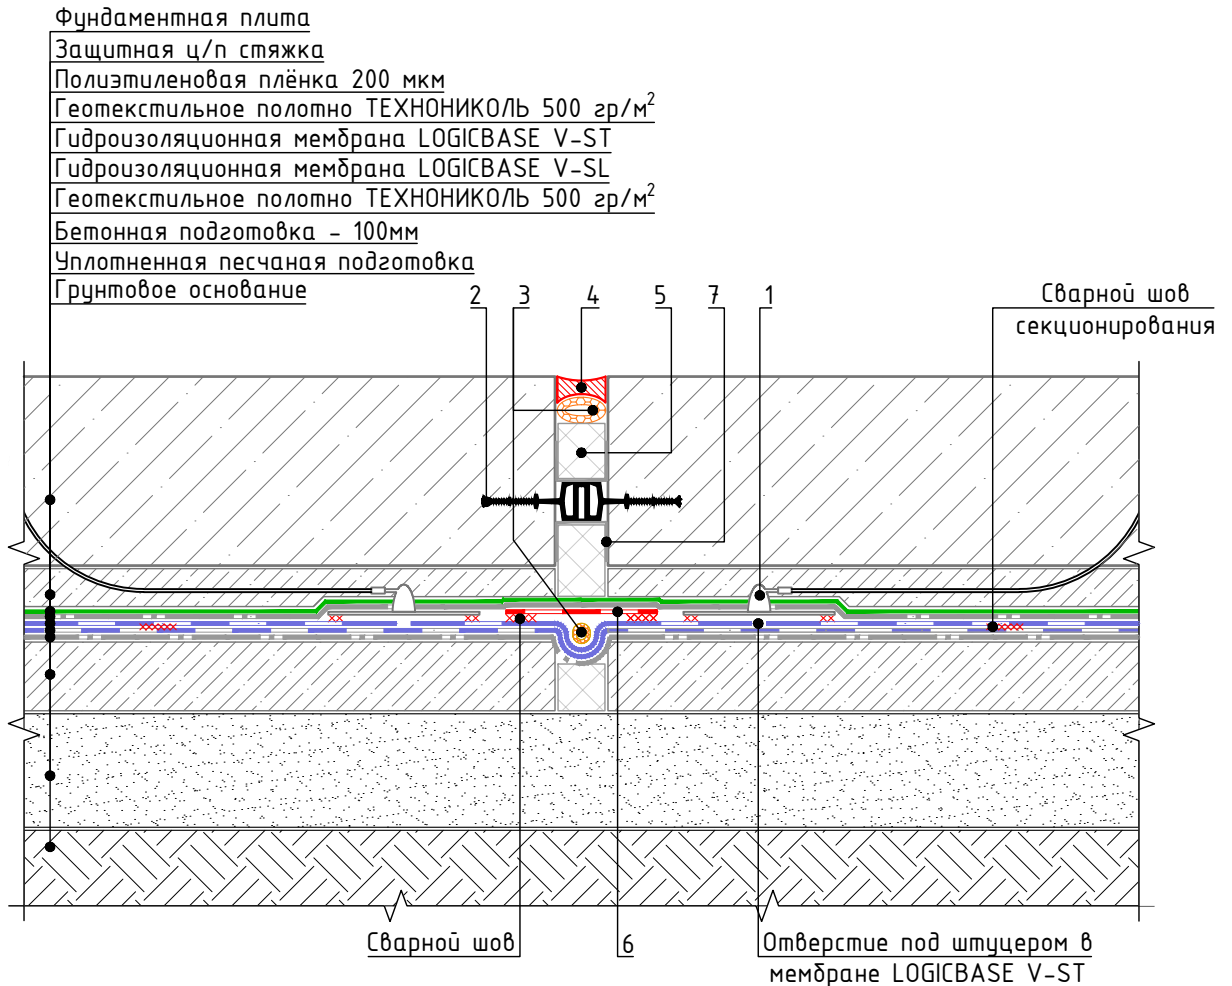 Фундаментная плита
Защитная ц/п стяжка
Полиэтиленовая плёнка 200 мкм
Геотекстильное полотно ТЕХНОНИКОЛЬ 500 гр/м²
Гидроизоляционная мембрана LOGICBASE V-ST
Гидроизоляционная мембрана LOGICBASE V-SL
Геотекстильное полотно ТЕХНОНИКОЛЬ 500 гр/м²
Бетонная подготовка - 100мм
Уплотненная песчаная подготовка
Грунтовое основание
2 3 4 5 7 1
Сварной шов
секционирования
Сварной шов
6
Отверстие под штуцером в
мембране LOGICBASE V-ST